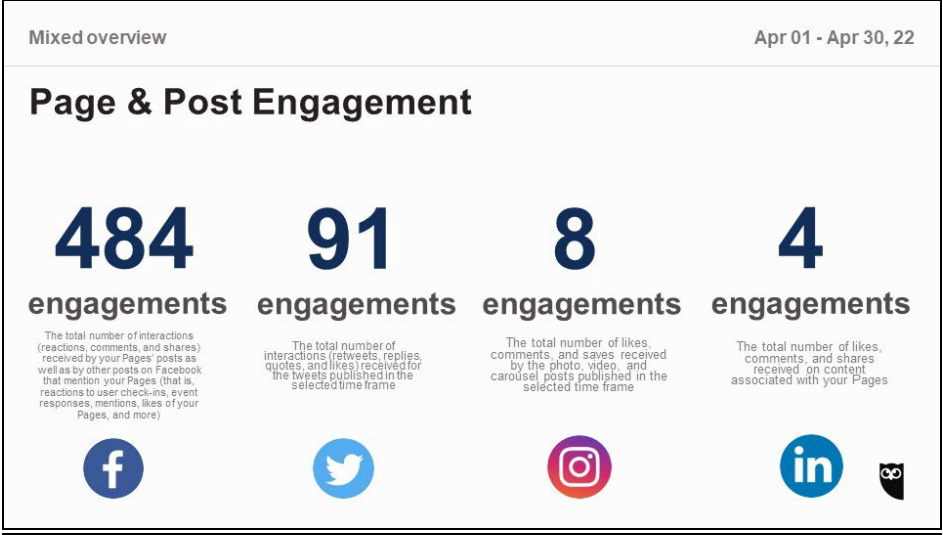 Mixed overview
Apr 01 - Apr 30, 22
Page & Post Engagement
484
engagements
The total number of interactions
(reactions, comments, and shares)
received by your Pages' posts as
well as by other posts on Facebook
that mention your Pages (that is,
reactions to user check-ins, event
responses, mentions, likes of your
Pages, and more)
91
engagements
The total number of
interactions (retweets, replies,
quotes, and likes) received for
the tweets published in the
selected time frame
8
engagements
The total number of likes,
comments, and saves received
by the photo, video, and
carousel posts published in the
selected time frame
4
engagements
The total number of likes,
comments, and shares
received on content
associated with your Pages
f
in